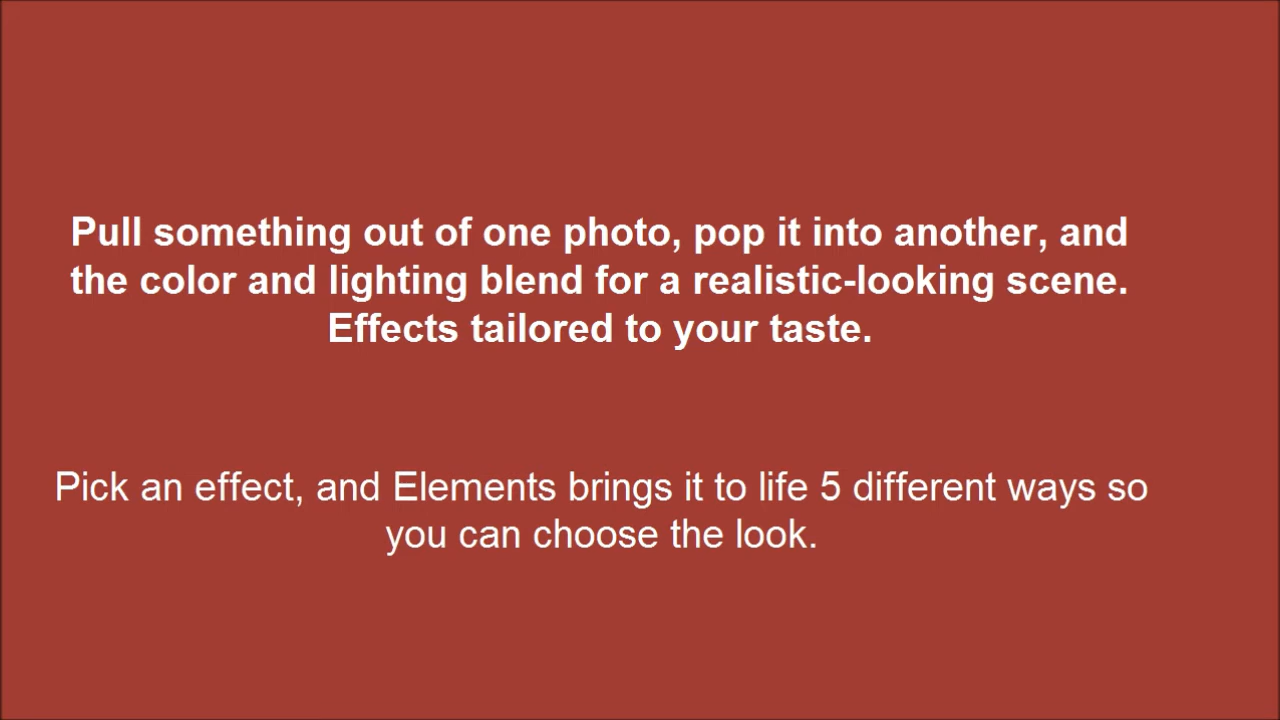 Pull something out of one photo, pop it into another, and
the color and lighting blend for a realistic-looking scene.
Effects tailored to your taste.
Pick an effect, and Elements brings it to life 5 different ways so
you can choose the look.